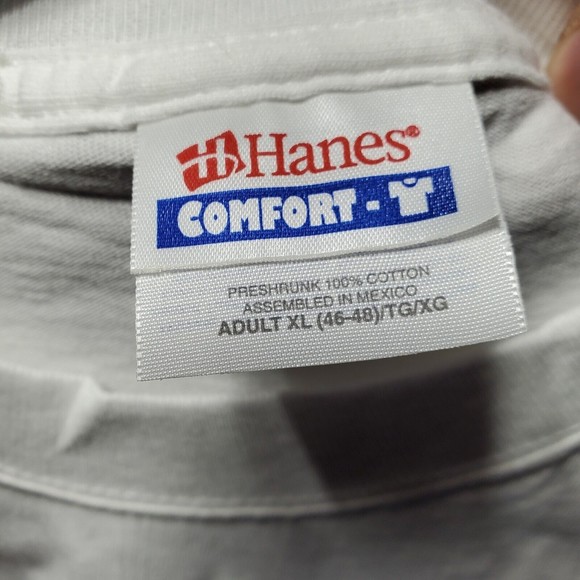 Hanes®
COMFORT-T
PRESHRUNK 100% COTTON
ASSEMBLED IN MEXICO
ADULT XL (46-48)/TG/XG